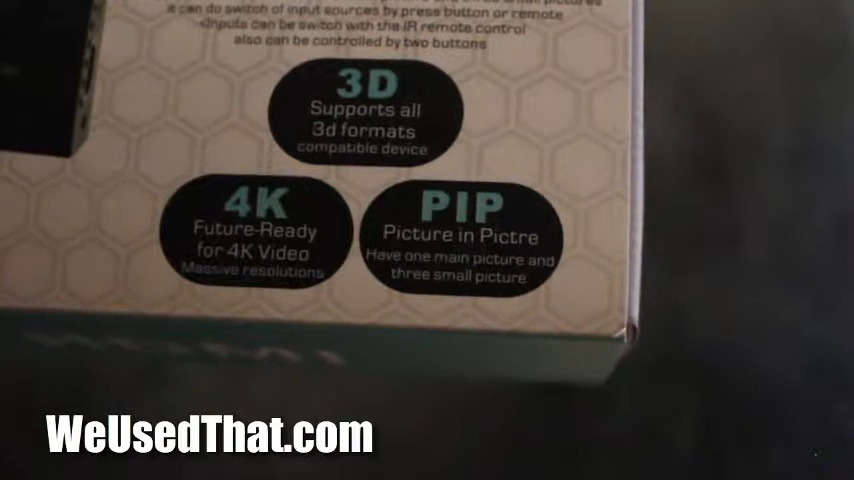 three small pictures
it can do switch of input sources by press button or remote
•Inputs can be switch with the IR remote control
also can be controlled by two buttons
3D
Supports all
3d formats
compatible device
4K
Future-Ready
for 4K Video
Massive resolutions
PIP
Picture in Pictre
Have one main picture and
three small picture
WeUsedThat.com